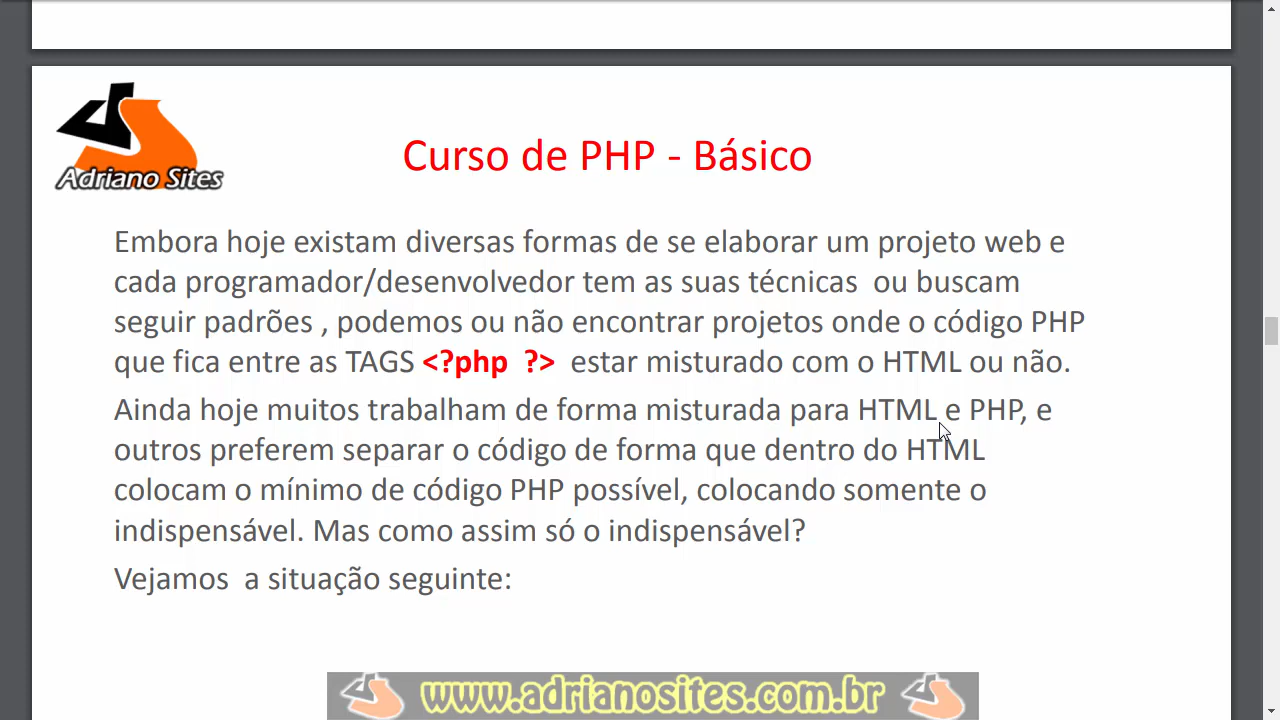 Adriano Sites
Curso de PHP - Básico
Embora hoje existam diversas formas de se elaborar um projeto web e
cada programador/desenvolvedor tem as suas técnicas  ou buscam
seguir padrões , podemos ou não encontrar projetos onde o código PHP
que fica entre as TAGS <?php  ?>  estar misturado com o HTML ou não.
Ainda hoje muitos trabalham de forma misturada para HTML e PHP, e
outros preferem separar o código de forma que dentro do HTML
colocam o mínimo de código PHP possível, colocando somente o
indispensável. Mas como assim só o indispensável?
Vejamos  a situação seguinte:
www.adrianosites.com.br